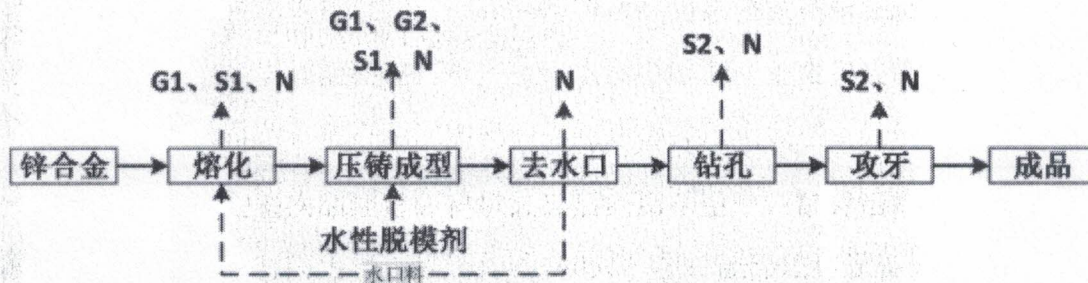 G1、G2、
S1、N
S2、N
G1、S1、N
N
S2、N
锌合金
熔化
压铸成型
去水口
钻孔
攻牙
成品
水性脱模剂
水口料